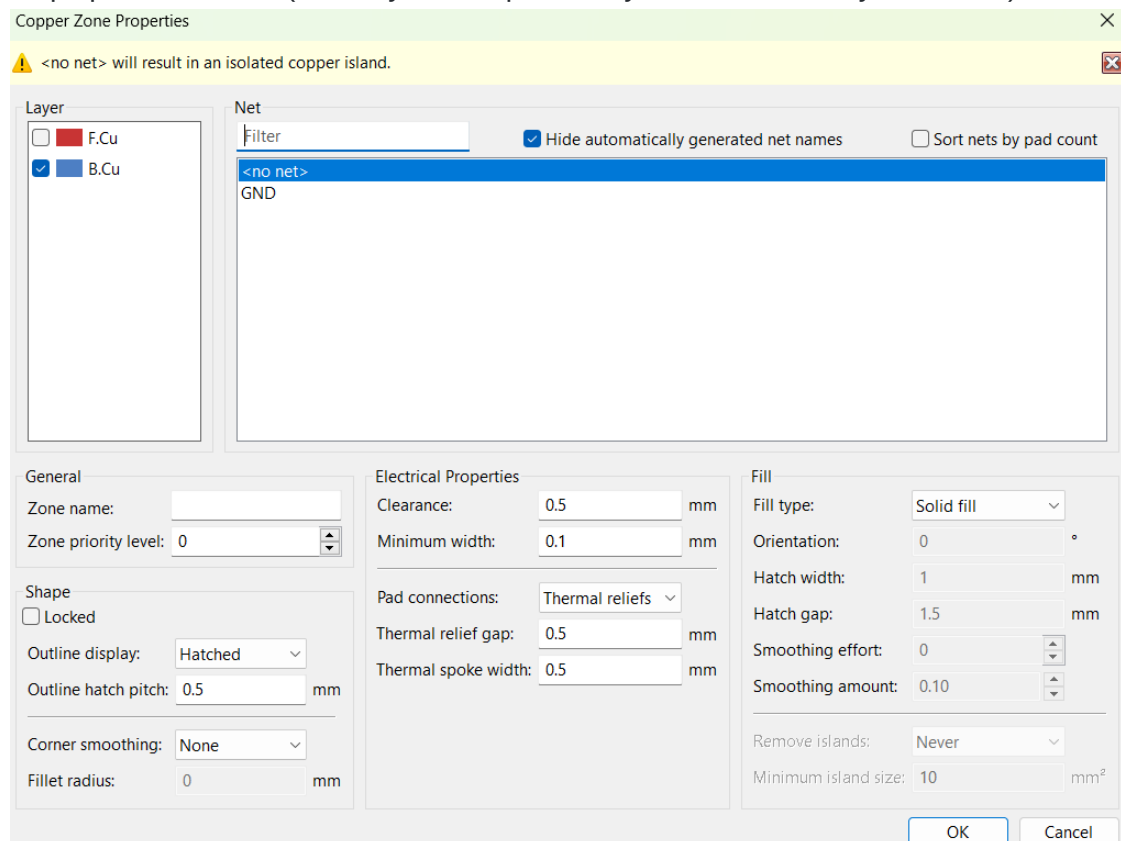 Copper Zone Properties
<no net> will result in an isolated copper island.
Layer
F.Cu
B.Cu
Net
Filter
Hide automatically generated net names
Sort nets by pad count
<no net>
GND
General
Zone name:
Zone priority level: 0
Shape
Locked
Outline display: Hatched
Outline hatch pitch: 0.5 mm
Corner smoothing: None
Fillet radius: 0 mm
Electrical Properties
Clearance: 0.5 mm
Minimum width: 0.1 mm
Pad connections: Thermal reliefs
Thermal relief gap: 0.5 mm
Thermal spoke width: 0.5 mm
Fill
Fill type: Solid fill
Orientation: 0 °
Hatch width: 1 mm
Hatch gap: 1.5 mm
Smoothing effort: 0
Smoothing amount: 0.10
Remove islands: Never
Minimum island size: 10 mm²
OK
Cancel